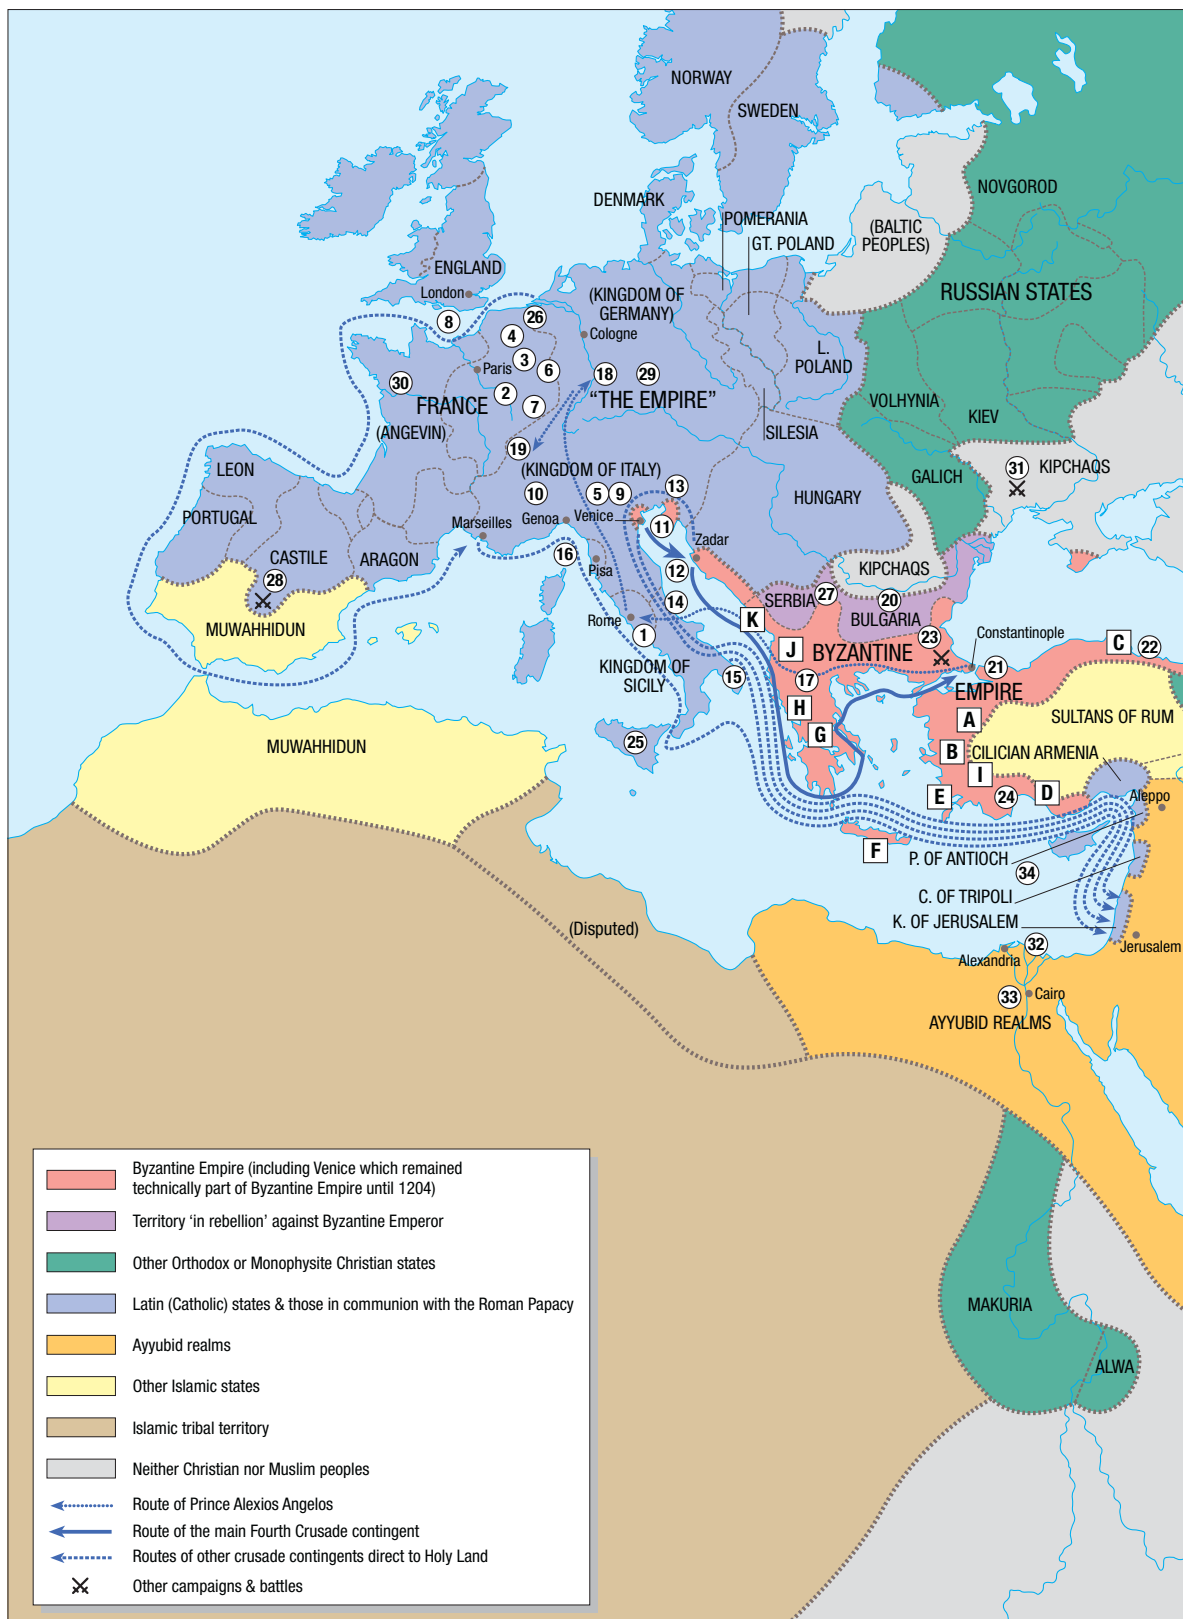 NORWAY
SWEDEN
NOVGOROD
DENMARK
POMERANIA
(BALTIC
PEOPLES)
GT. POLAND
ENGLAND
London
(KINGDOM OF
GERMANY)
RUSSIAN STATES
8
26
4
Cologne
3
L.
POLAND
Paris
6
18
29
30
2
"THE EMPIRE"
FRANCE
7
VOLHYNIA
KIEV
(ANGEVIN)
SILESIA
19
LEON
(KINGDOM OF ITALY)
31
KIPCHAQS
GALICH
10
5
9
13
HUNGARY
PORTUGAL
Marseilles
Genoa
Venice
11
CASTILE
ARAGON
16
Pisa
Zadar
12
KIPCHAQS
28
SERBIA
27
20
14
MUWAHHIDUN
Rome
1
K
BULGARIA
23
Constantinople
J
BYZANTINE
C
22
KINGDOM OF
SICILY
15
17
21
EMPIRE
H
A
SULTANS OF RUM
G
25
B
CILICIAN ARMENIA
MUWAHHIDUN
I
E
24
D
Aleppo
F
P. OF ANTIOCH
34
C. OF TRIPOLI
(Disputed)
K. OF JERUSALEM
32
Jerusalem
Alexandria
33
Cairo
AYYUBID REALMS
MAKURIA
ALWA
Byzantine Empire (including Venice which remained
technically part of Byzantine Empire until 1204)
Territory 'in rebellion' against Byzantine Emperor
Other Orthodox or Monophysite Christian states
Latin (Catholic) states & those in communion with the Roman Papacy
Ayyubid realms
Other Islamic states
Islamic tribal territory
Neither Christian nor Muslim peoples
Route of Prince Alexios Angelos
Route of the main Fourth Crusade contingent
Routes of other crusade contingents direct to Holy Land
Other campaigns & battles